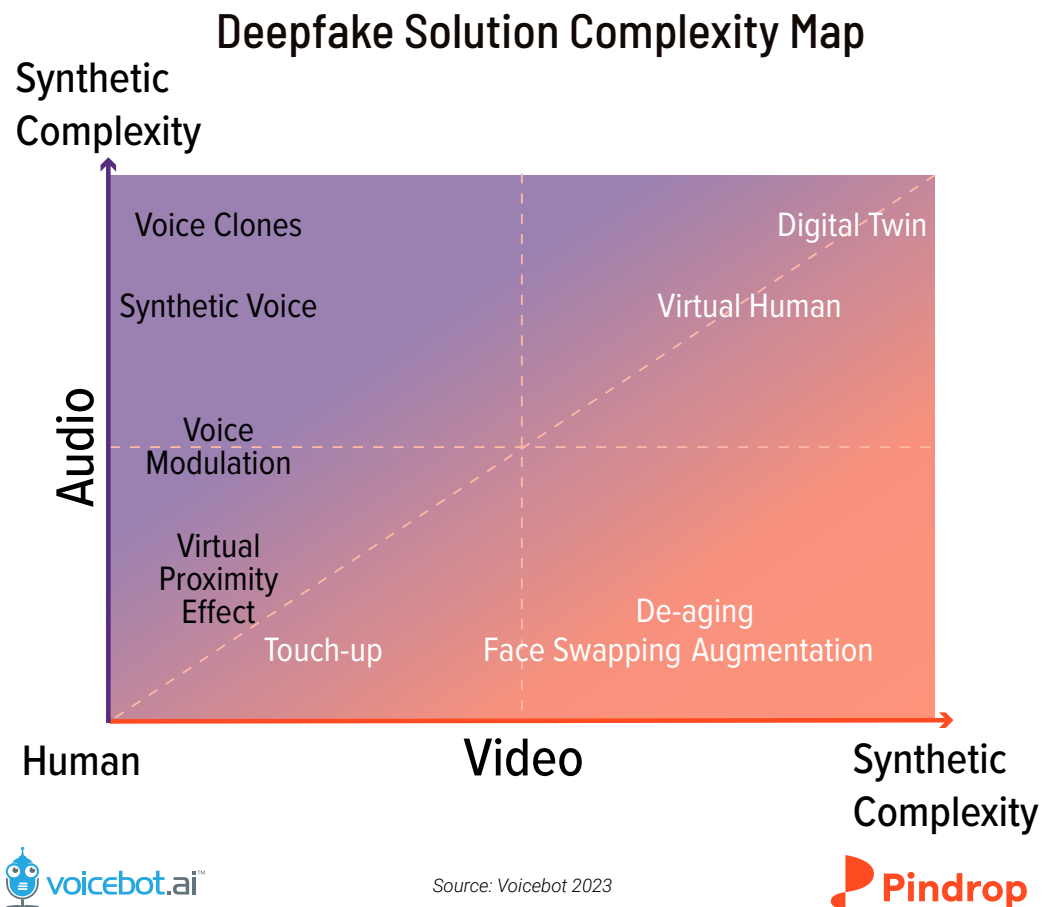 Deepfake Solution Complexity Map
Synthetic
Complexity
Voice Clones
Digital Twin
Synthetic Voice
Virtual Human
Audio
Voice
Modulation
Virtual
Proximity
Effect
De-aging
Touch-up
Face Swapping Augmentation
Human
Video
Synthetic
Complexity
voicebot.ai™
Source: Voicebot 2023
Pindrop